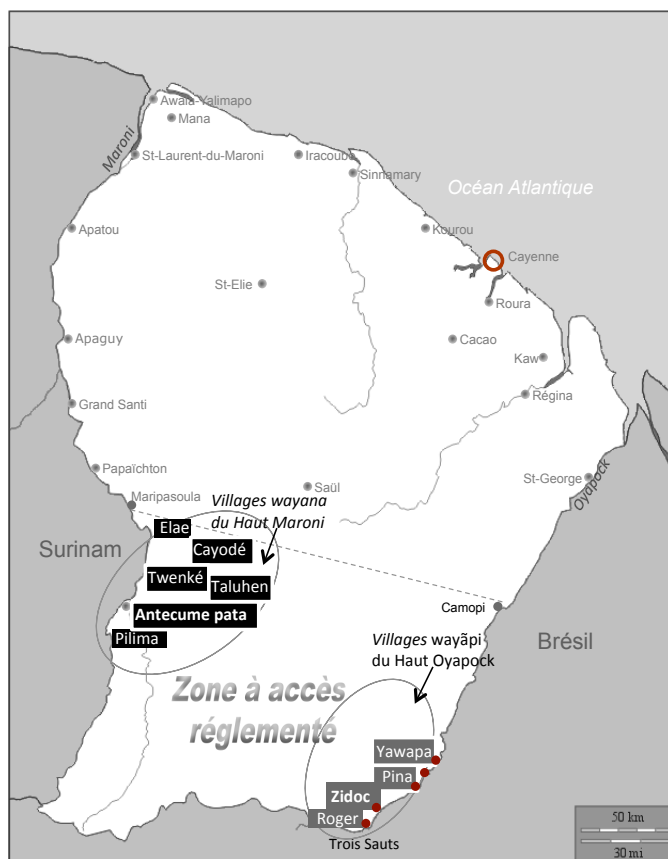 Awala-Yalimapo
Mana
Maroni
St-Laurent-du-Maroni
Iracoubo
Sinnamary
Océan Atlantique
Apatou
Kourou
Cayenne
St-Elie
Roura
Apaguy
Cacao
Kaw
Grand Santi
Régina
Papaïchton
St-George
Oyapock
Maripasoula
Saül
Villages wayana
du Haut Maroni
Elae
Surinam
Cayodé
Twenké
Taluhen
Antecume pata
Camopi
Pilima
Villages wayãpi
du Haut Oyapock
Brésil
Zone à accès
réglementé
Yawapa
Pina
Zidoc
Roger
Trois Sauts
50 km
30 mi